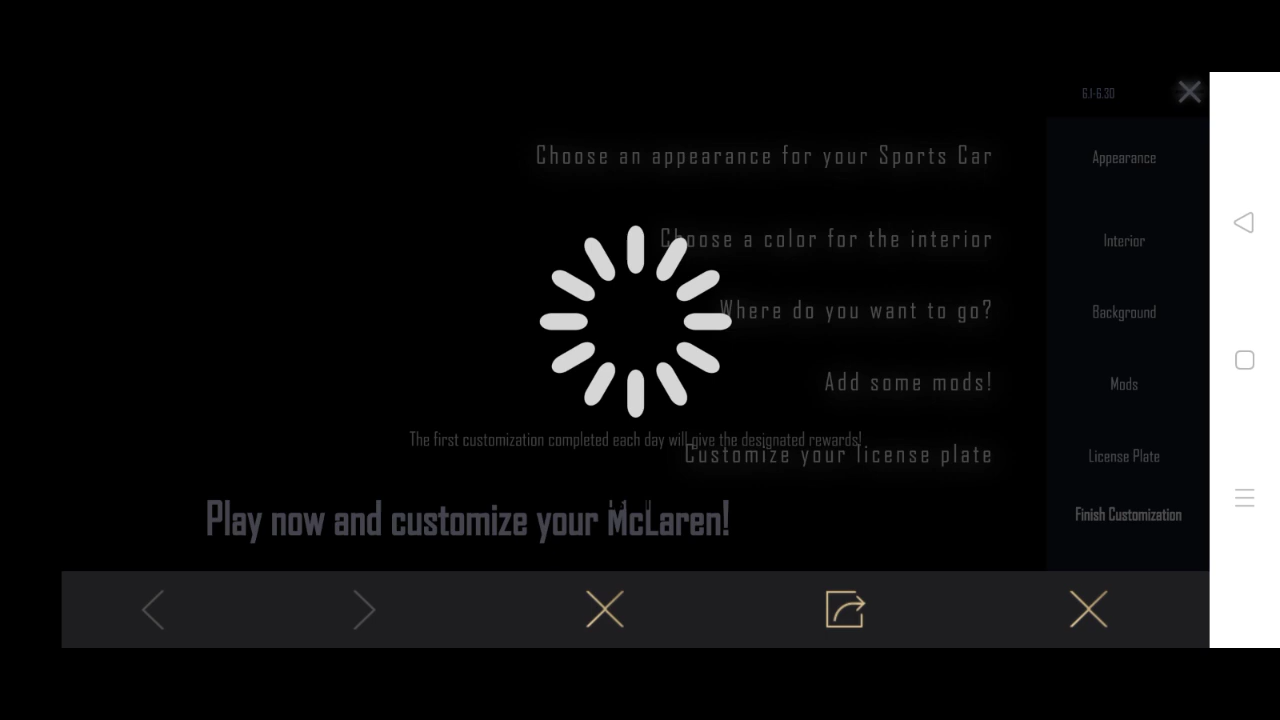 6.1-6.30
Choose an appearance for your Sports Car
Appearance
Choose a color for the interior
Interior
Where do you want to go?
Background
Add some mods!
Mods
The first customization completed each day will give the designated rewards!
Customize your license plate
License Plate
Play now and customize your McLaren!
Finish Customization